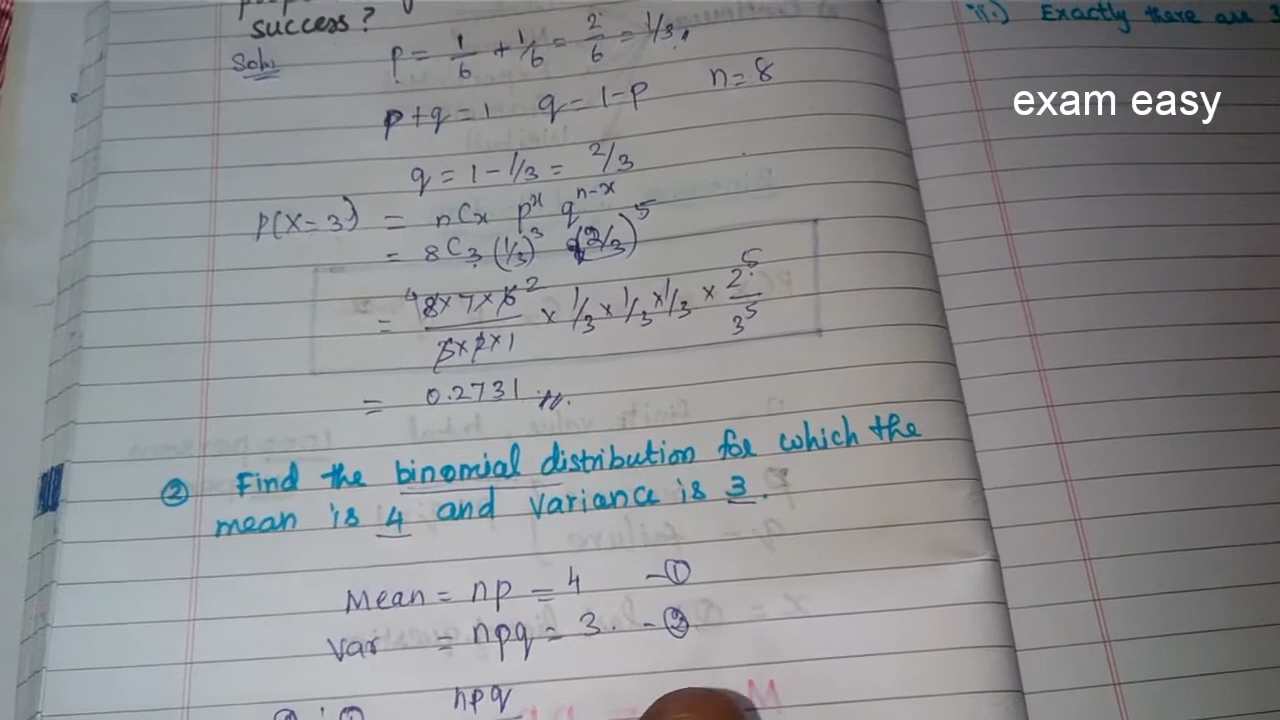 success ?
Soln P = 1/6 + 1/6 = 2/6 = 1/3.
p + q = 1 q = 1 - p n = 8
q = 1 - 1/3 = 2/3
P(X = 3) = nCx p^x q^n-x
= 8C3 (1/3)^3 (2/3)^5
= 8 × 7 × 6 / 3 × 2 × 1 × 1/3 × 1/3 × 1/3 × 2^5 / 3^5
= 0.2731
② Find the binomial distribution for which the
mean is 4 and variance is 3.
Mean = np = 4 - ①
Var = npq = 3. - ②
npq
ii.) Exactly there are 3
exam easy